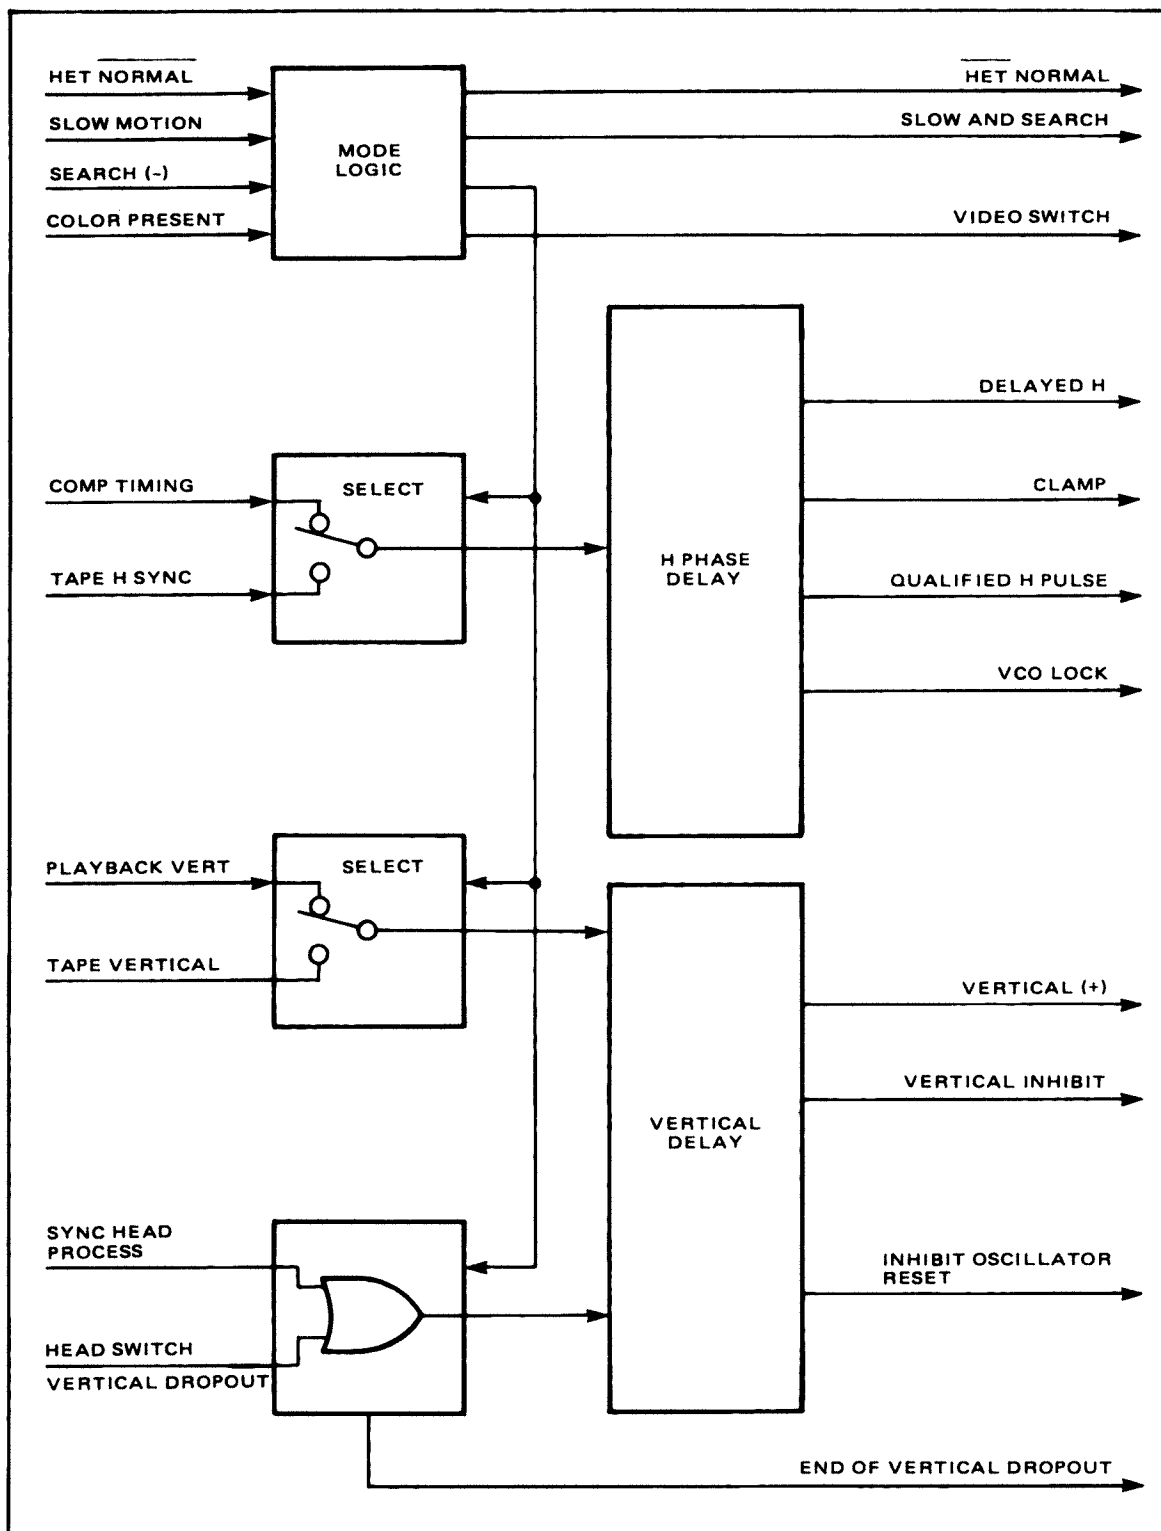 HET NORMAL
SLOW MOTION
SEARCH (-)
COLOR PRESENT
MODE
LOGIC
HET NORMAL
SLOW AND SEARCH
VIDEO SWITCH
COMP TIMING
TAPE H SYNC
SELECT
H PHASE
DELAY
DELAYED H
CLAMP
QUALIFIED H PULSE
VCO LOCK
PLAYBACK VERT
TAPE VERTICAL
SELECT
VERTICAL
DELAY
VERTICAL (+)
VERTICAL INHIBIT
INHIBIT OSCILLATOR
RESET
SYNC HEAD
PROCESS
HEAD SWITCH
VERTICAL DROPOUT
END OF VERTICAL DROPOUT